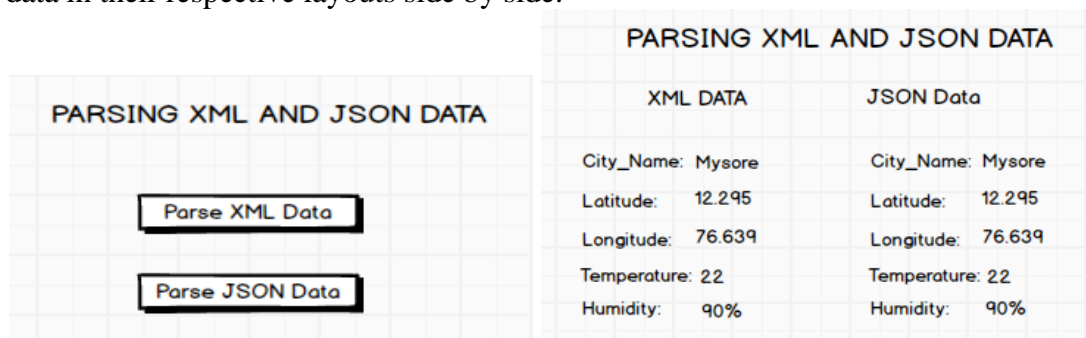 data in their respective layouts side by side.
PARSING XML AND JSON DATA
Parse XML Data
Parse JSON Data
PARSING XML AND JSON DATA
XML DATA JSON Data
City_Name: Mysore City_Name: Mysore
Latitude: 12.295 Latitude: 12.295
Longitude: 76.639 Longitude: 76.639
Temperature: 22 Temperature: 22
Humidity: 90% Humidity: 90%